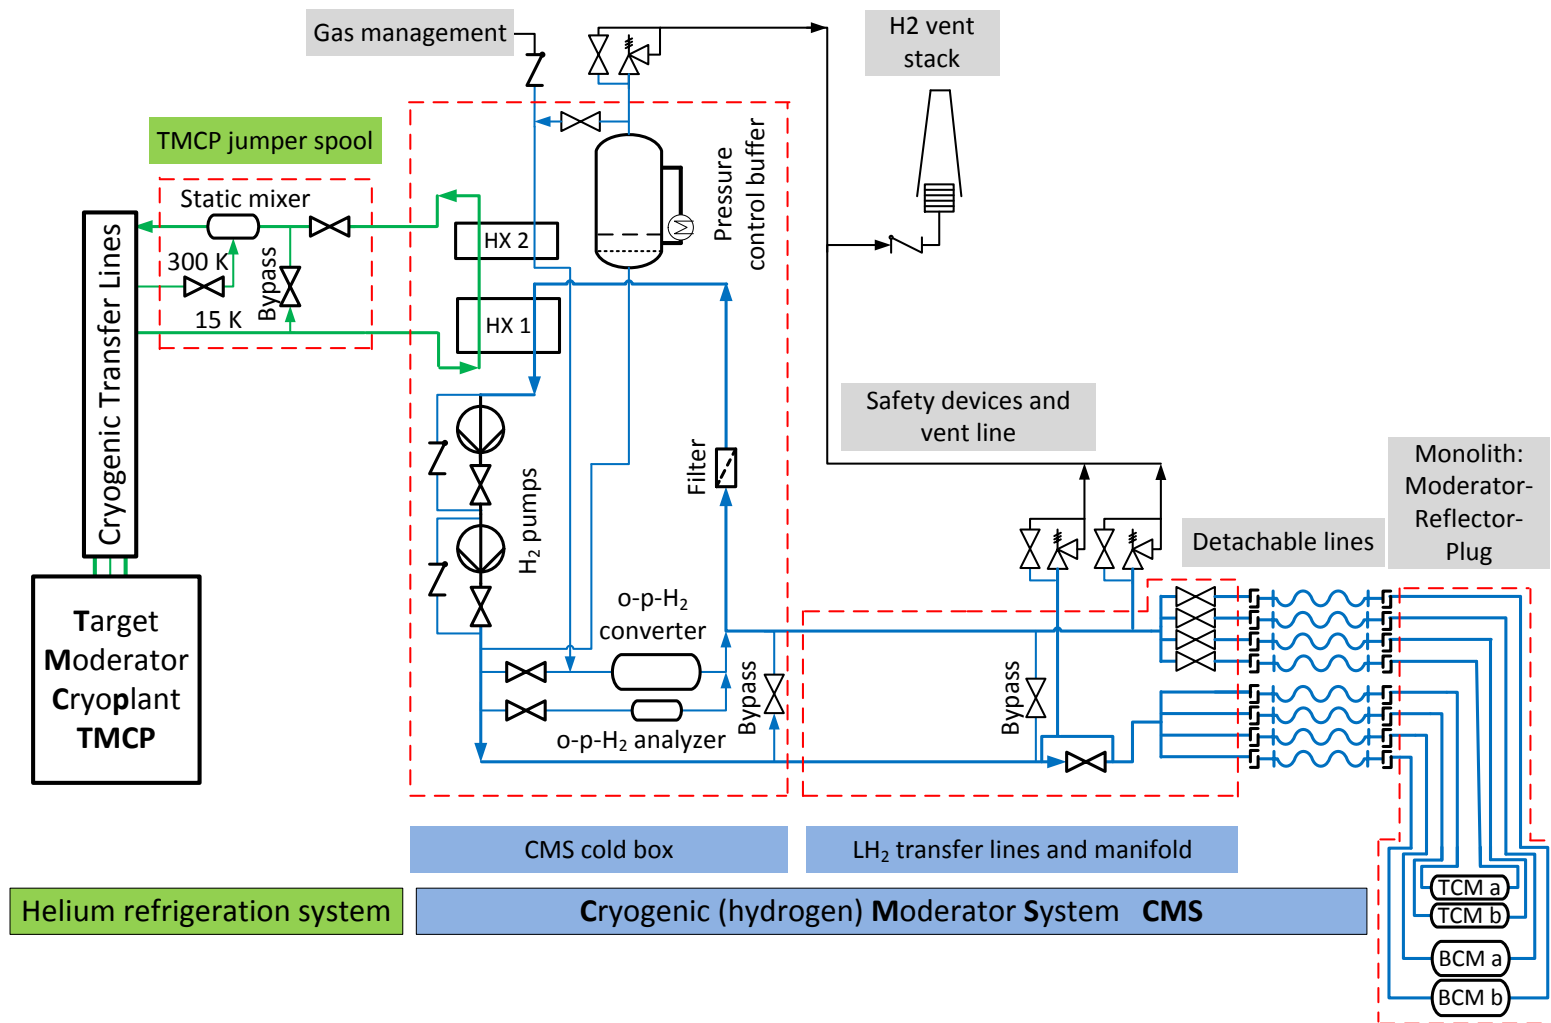 Gas management
H2 vent
stack
TMCP jumper spool
Static mixer
300 K
Bypass
15 K
Cryogenic Transfer Lines
HX 2
HX 1
M
Pressure
control buffer
Safety devices and
vent line
Filter
H₂ pumps
Monolith:
Moderator-
Reflector-
Plug
Detachable lines
Target
Moderator
Cryoplant
TMCP
o-p-H₂
converter
o-p-H₂ analyzer
Bypass
Bypass
CMS cold box
LH₂ transfer lines and manifold
Helium refrigeration system
Cryogenic (hydrogen) Moderator System CMS
TCM a
TCM b
BCM a
BCM b